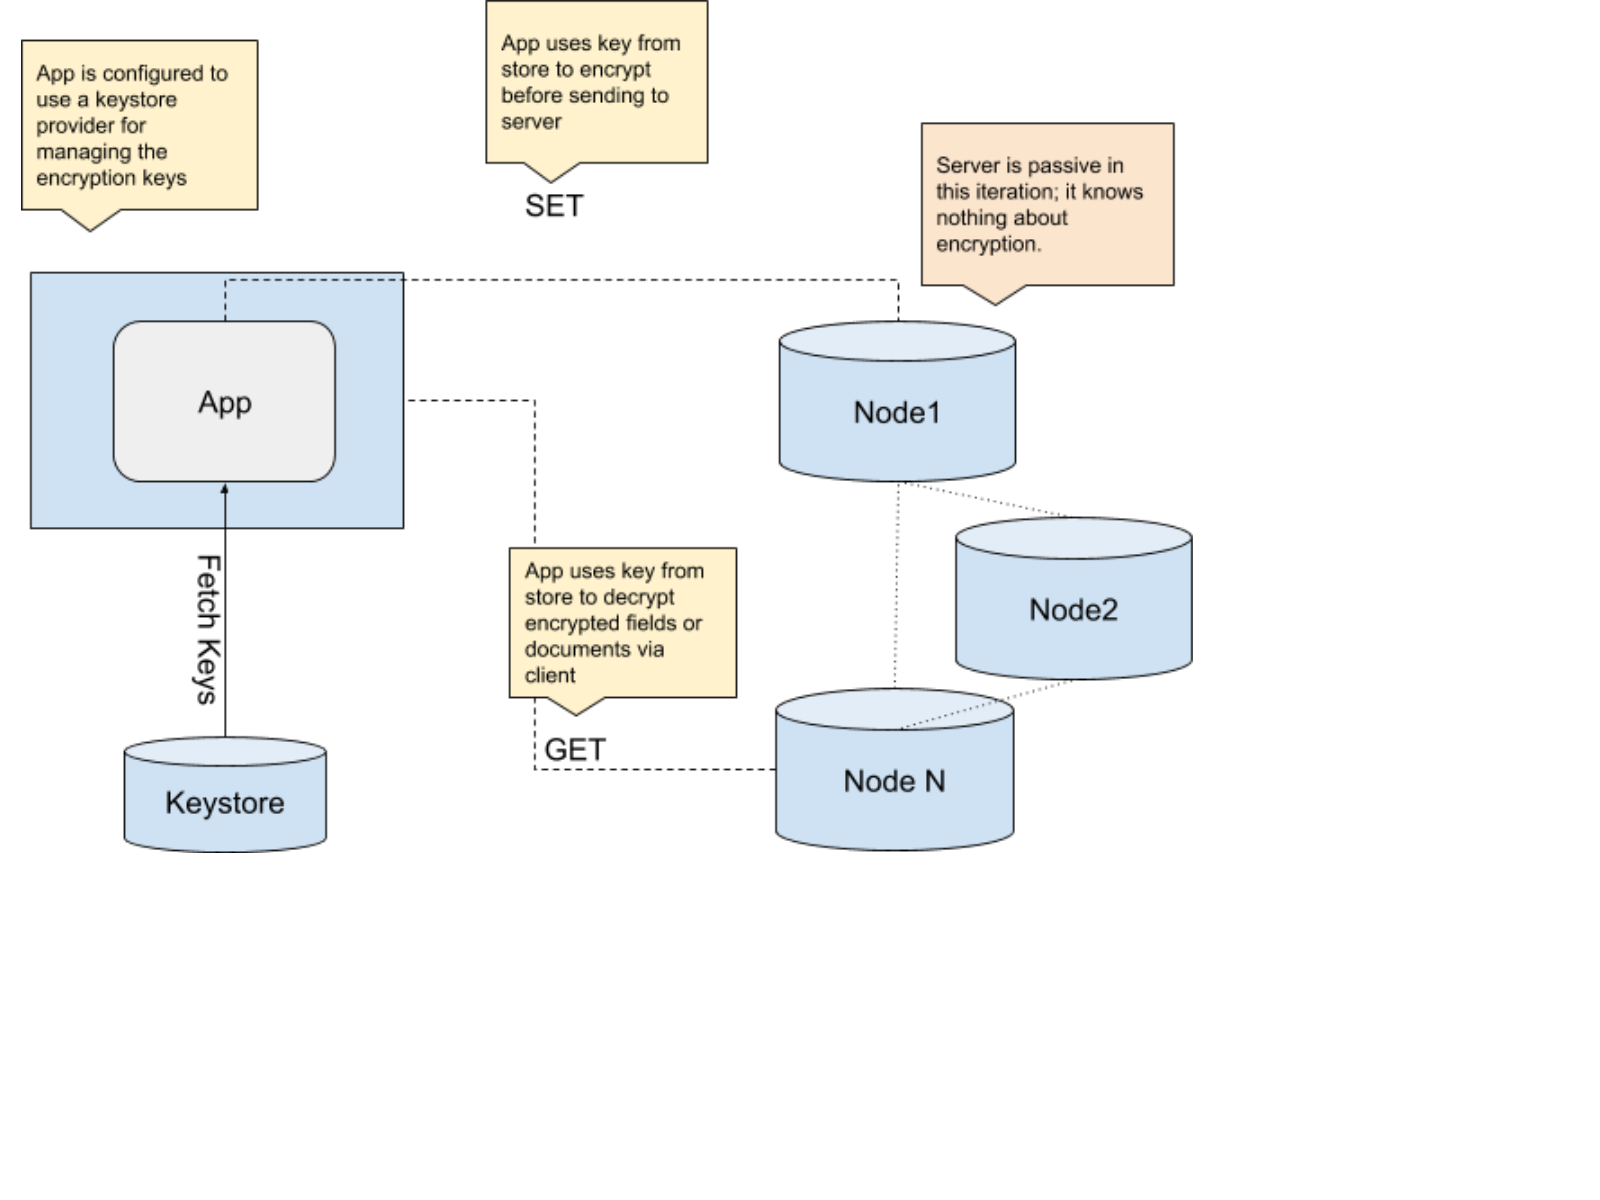 App uses key from
store to encrypt
before sending to
server
App is configured to
use a keystore
provider for
managing the
encryption keys
Server is passive in
this iteration; it knows
nothing about
encryption.
SET
App
Node1
App uses key from
store to decrypt
encrypted fields or
documents via
client
Fetch Keys
Node2
GET
Node N
Keystore